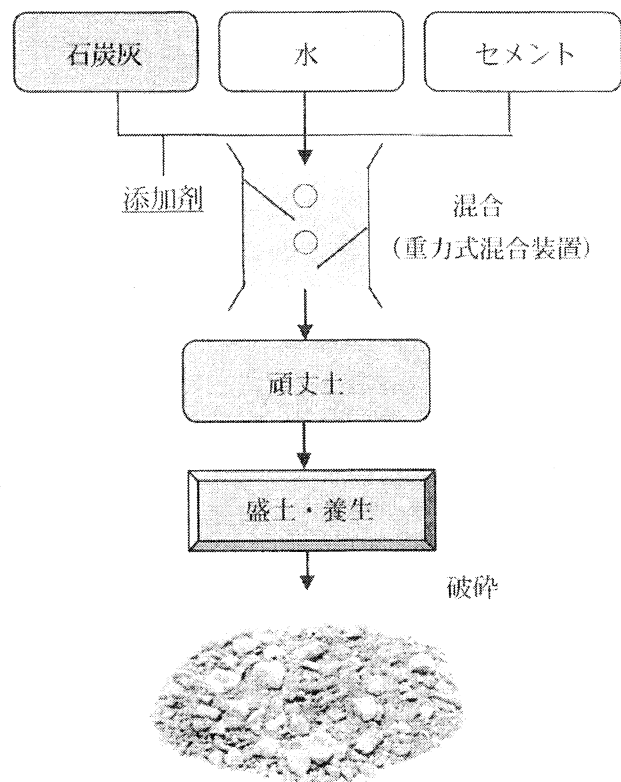 石炭灰
水
セメント
添加剤
混合
(重力式混合装置)
頑丈土
盛土・養生
破砕